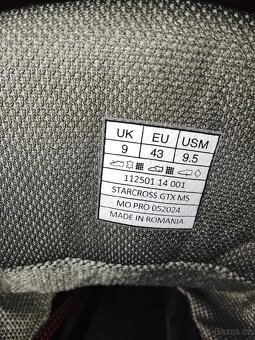 UK EU USM
9 43 9.5
112501 14 001
STARCROSS GTX MS
MO PRO 052024
MADE IN ROMANIA